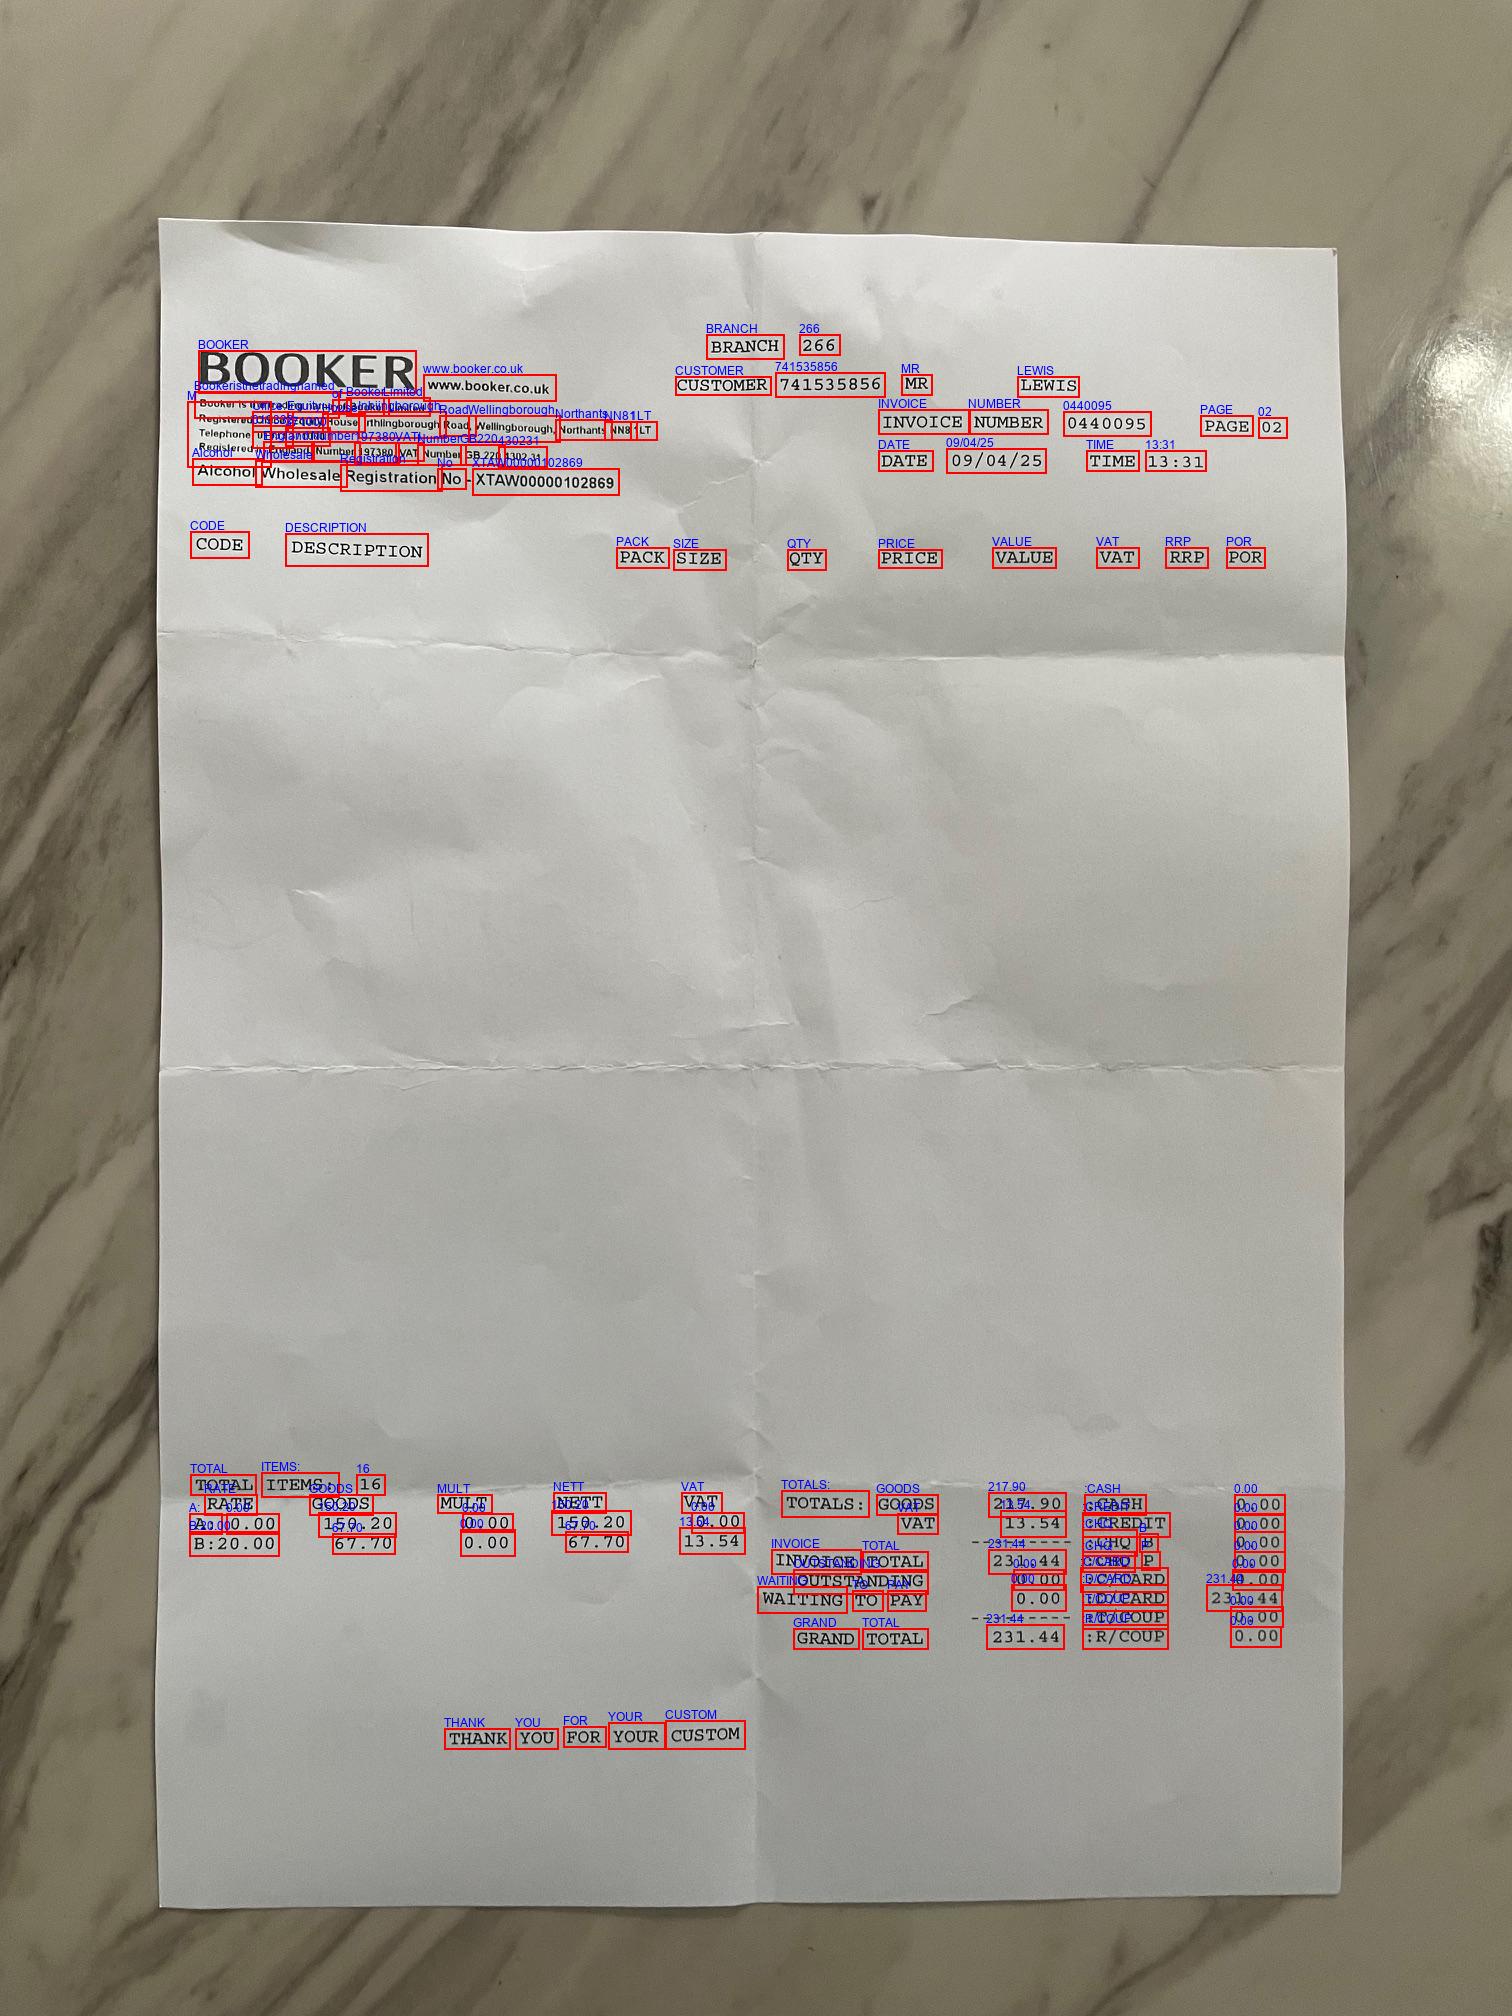 BOOKER www.booker.co.uk
BRANCH 266
CUSTOMER 741535856 MR LEWIS
INVOICE NUMBER 0440095 PAGE 02
DATE 09/04/25 TIME 13:31
Booker is the trading name of Booker Limited
Registered Office: Equity House Irthlingborough Road, Wellingborough, Northants NN8 1LT
Telephone
Registered in England Number 197380 VAT Number GB 220 4302 31
Alcohol Wholesale Registration No - XTAW00000102869
CODE DESCRIPTION PACK SIZE QTY PRICE VALUE VAT RRP POR
TOTAL ITEMS: 16
RATE GOODS MULT NETT VAT
A: 0.00 150.20 0.00 150.20 0.00
B:20.00 67.70 0.00 67.70 13.54
TOTALS: GOODS 217.90 :CASH 0.00
VAT 13.54 :CREDIT 0.00
---------- :CHQ B 0.00
INVOICE TOTAL 231.44 :CHQ P 0.00
OUTSTANDING 0.00 :C/CARD 0.00
WAITING TO PAY 0.00 :D/CARD 231.44
---------- :T/COUP 0.00
GRAND TOTAL 231.44 :R/COUP 0.00
THANK YOU FOR YOUR CUSTOM